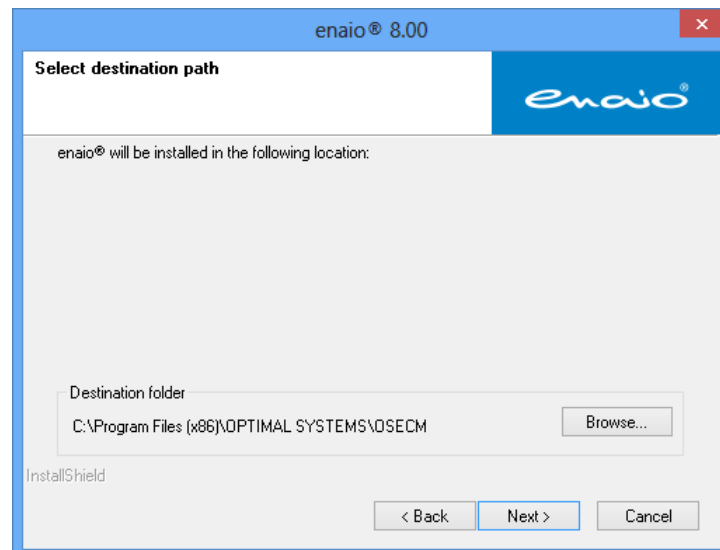 enaio® 8.00
Select destination path
enaio®
enaio® will be installed in the following location:
Destination folder
C:\Program Files (x86)\OPTIMAL SYSTEMS\OSECM
Browse...
InstallShield
< Back
Next >
Cancel